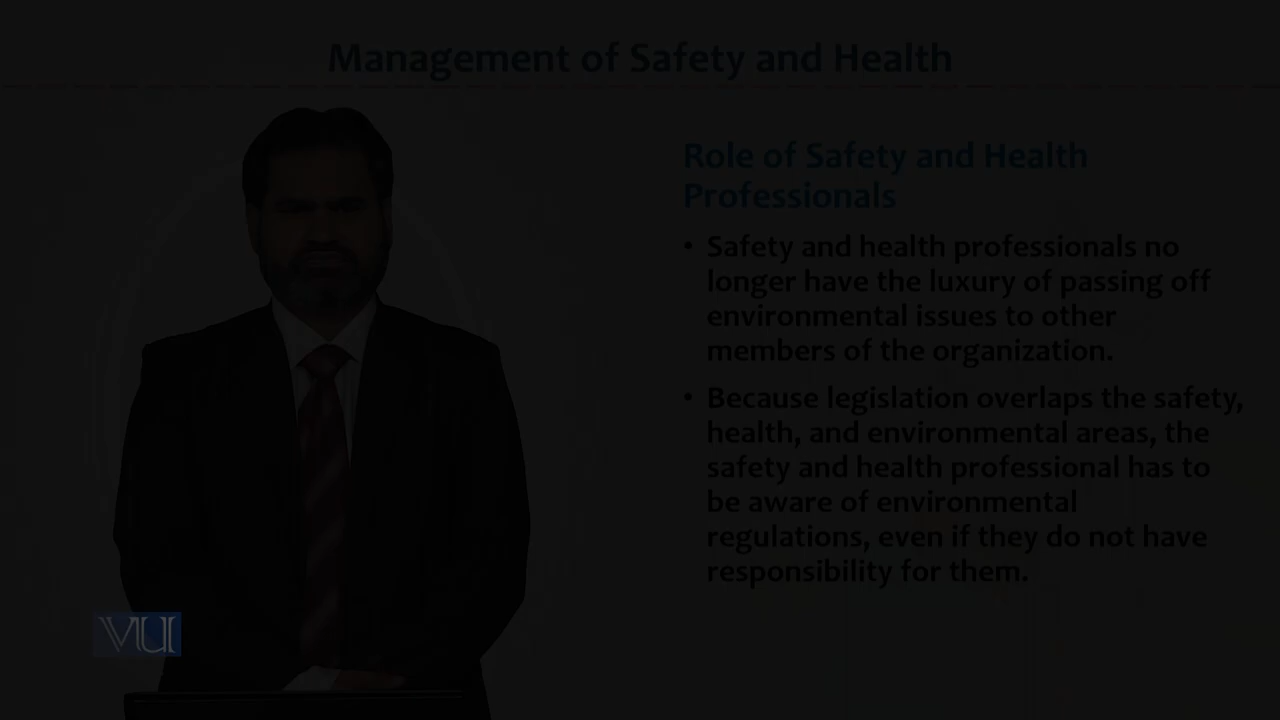 Management of Safety and Health
Role of Safety and Health
Professionals
• Safety and health professionals no
longer have the luxury of passing off
environmental issues to other
members of the organization.
• Because legislation overlaps the safety,
health, and environmental areas, the
safety and health professional has to
be aware of environmental
regulations, even if they do not have
responsibility for them.
VU